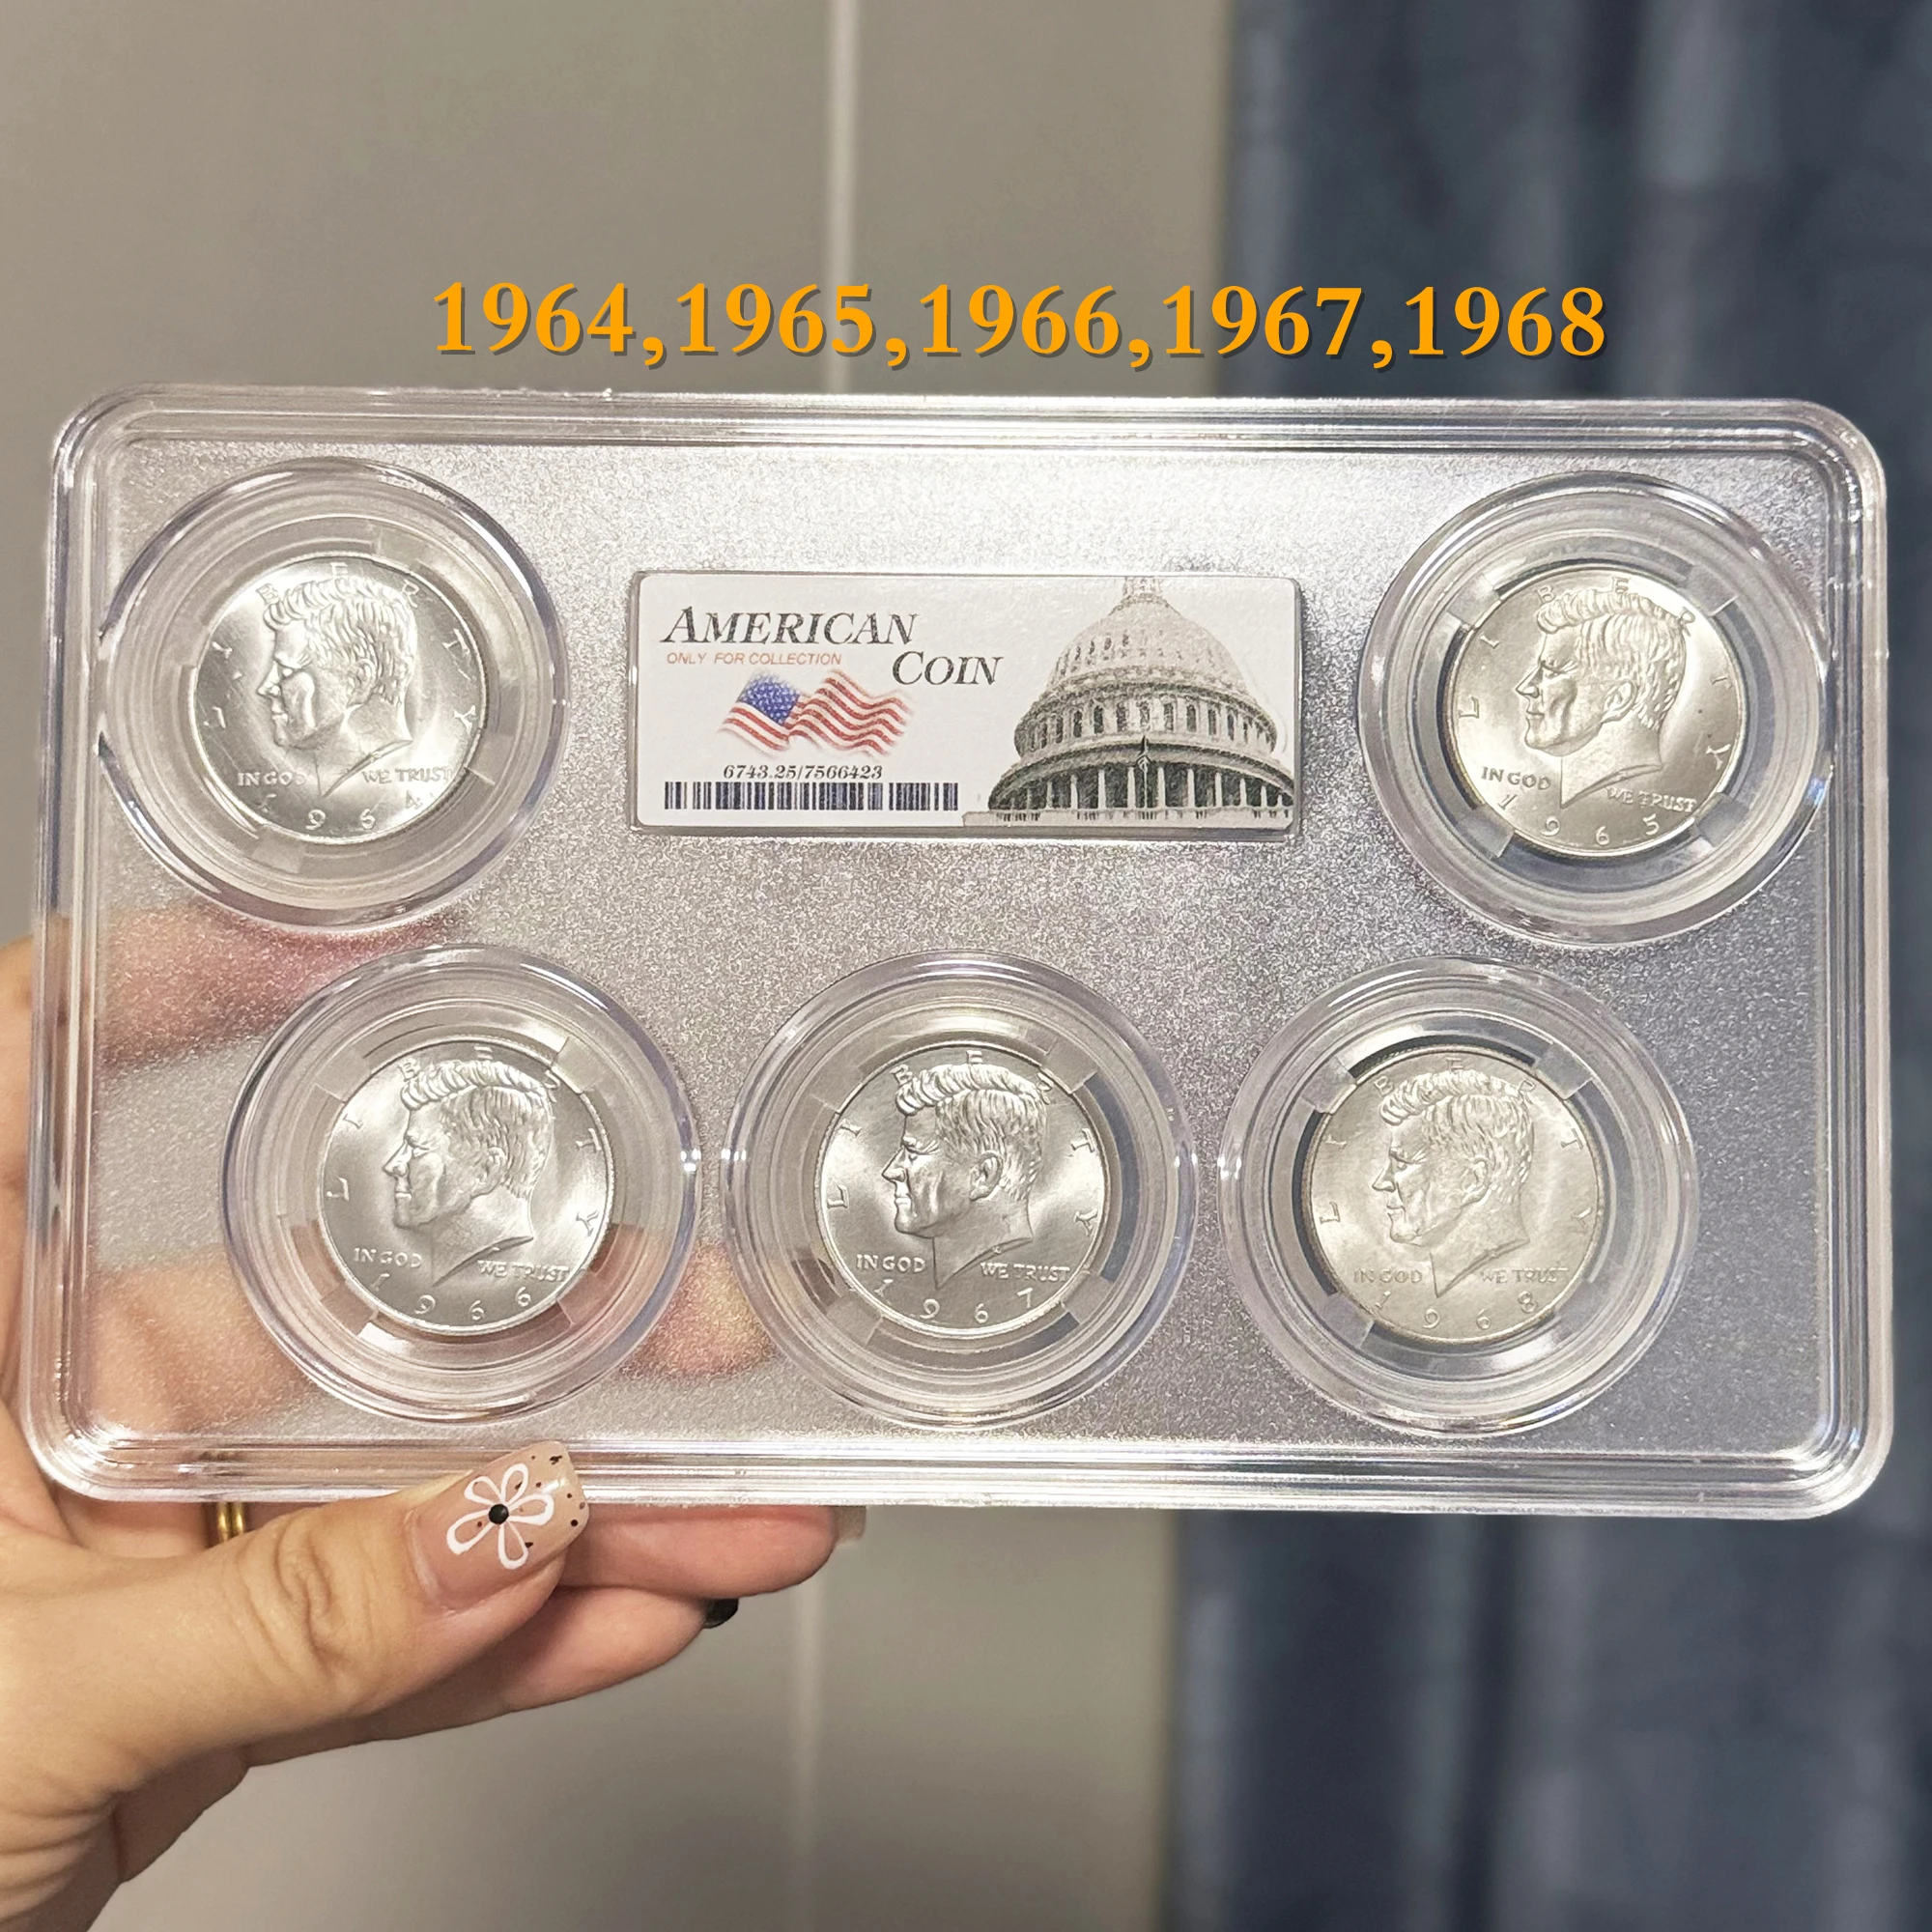 1964,1965,1966,1967,1968
AMERICAN
ONLY FOR COLLECTION
COIN
6743.25/7566423
LIBERTY
IN GOD WE TRUST
1964
LIBERTY
IN GOD WE TRUST
1965
LIBERTY
IN GOD WE TRUST
1966
LIBERTY
IN GOD WE TRUST
1967
LIBERTY
IN GOD WE TRUST
1968